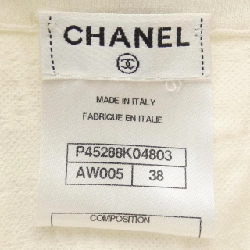 CHANEL
MADE IN ITALY
FABRIQUE EN ITALIE
P45288K04803
AW005 38
COMPOSITION